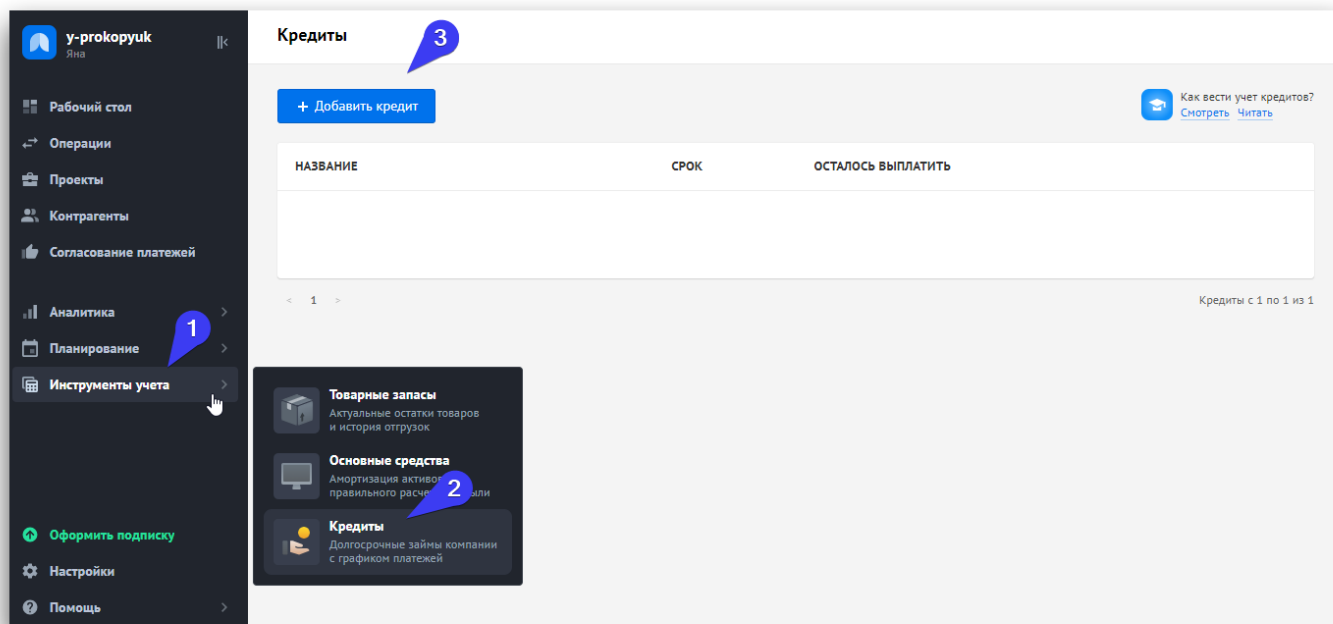 y-prokopyuk
Яна
Рабочий стол
Операции
Проекты
Контрагенты
Согласование платежей
Аналитика
1
Планирование
Инструменты учета
Оформить подписку
Настройки
Помощь
Кредиты
3
+ Добавить кредит
Как вести учет кредитов?
Смотреть Читать
НАЗВАНИЕ СРОК ОСТАЛОСЬ ВЫПЛАТИТЬ
< 1 >
Кредиты с 1 по 1 из 1
Товарные запасы
Актуальные остатки товаров
и история отгрузок
Основные средства
Амортизация активо
правильного расче 2 ыли
Кредиты
Долгосрочные займы компании
с графиком платежей